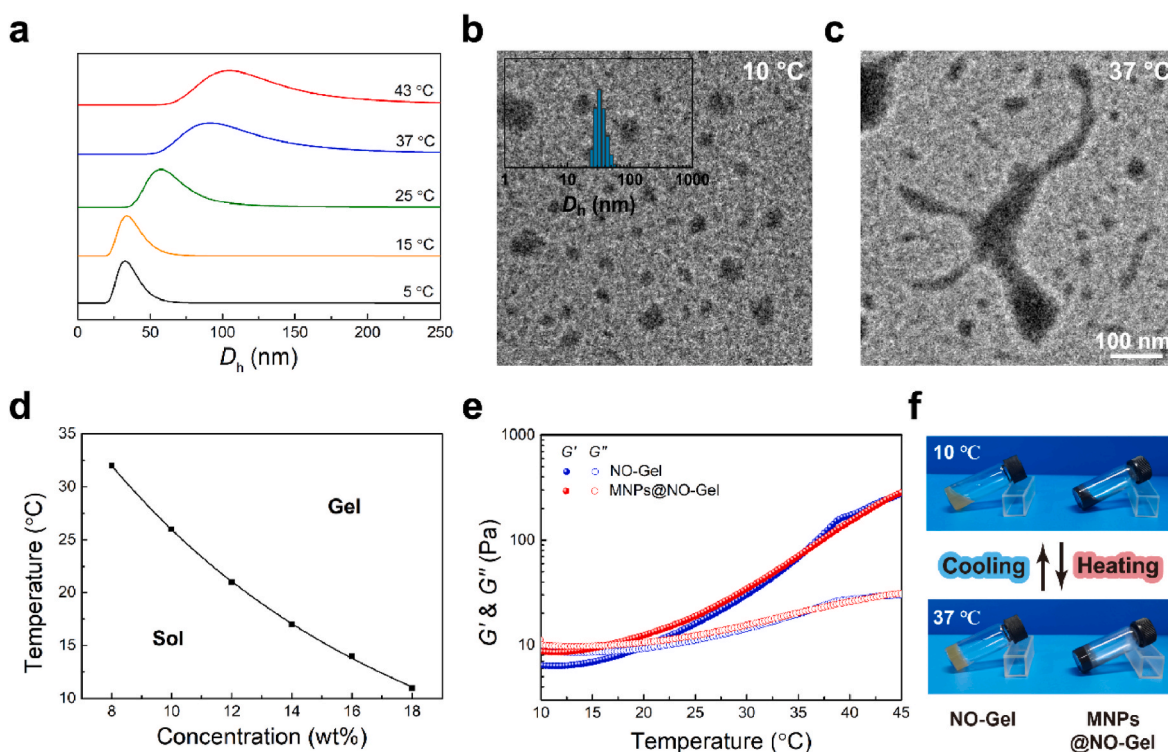 a
43 °C
37 °C
25 °C
15 °C
5 °C
0 50 100 150 200 250
Dh (nm)
b
10 °C
1 10 100 1000
Dh (nm)
c
37 °C
100 nm
d
35
30
25
20
15
10
Temperature (°C)
Gel
Sol
8 10 12 14 16 18
Concentration (wt%)
e
1000
100
10
G' & G" (Pa)
G' G"
NO-Gel
MNPs@NO-Gel
10 15 20 25 30 35 40 45
Temperature (°C)
f
10 ℃
Cooling Heating
37 ℃
NO-Gel MNPs
@NO-Gel